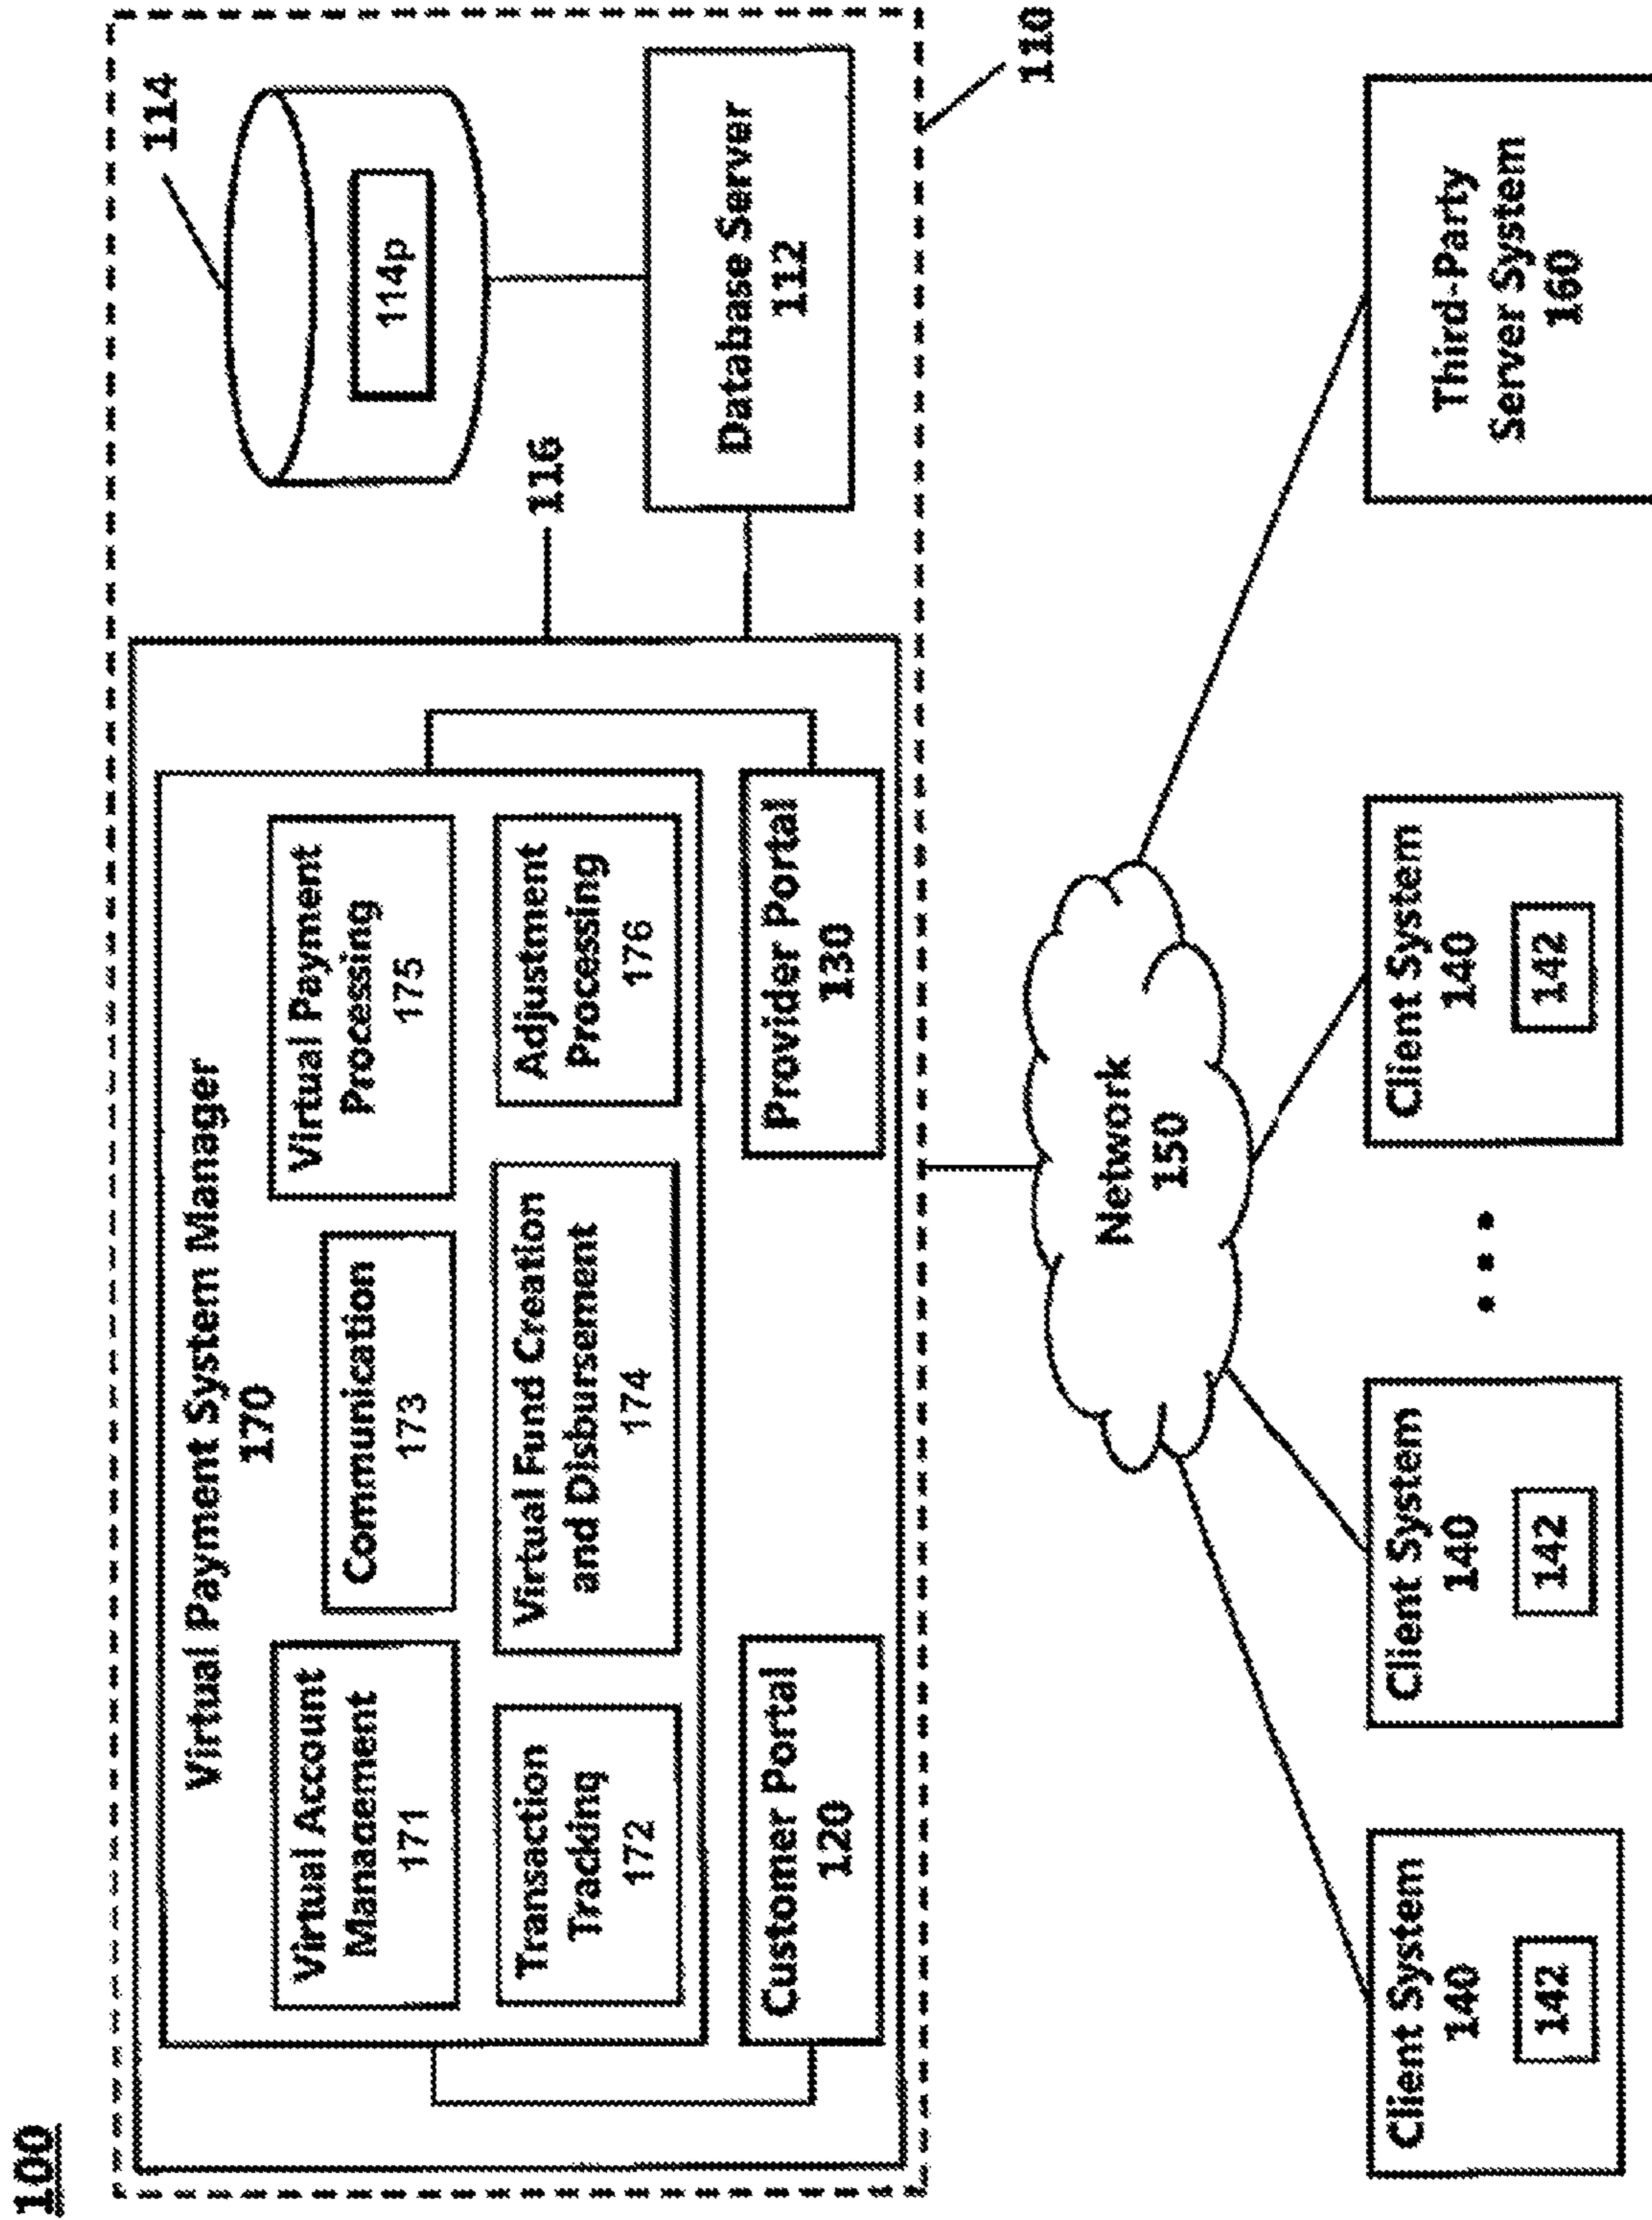 100
Virtual Payment System Manager
170
Virtual Account
Manaɑement
171
Communication
173
Virtual Payment
Processing
175
Transaction
Tracking
172
Virtual Fund Creation
and Disbursement
174
Adjustment
Processing
176
Customer Portal
120
Provider Portal
130
116
114
114p
Database Server
112
110
Network
150
Client System
140
142
Client System
140
142
• • •
Client System
140
142
Third-Party
Server System
160